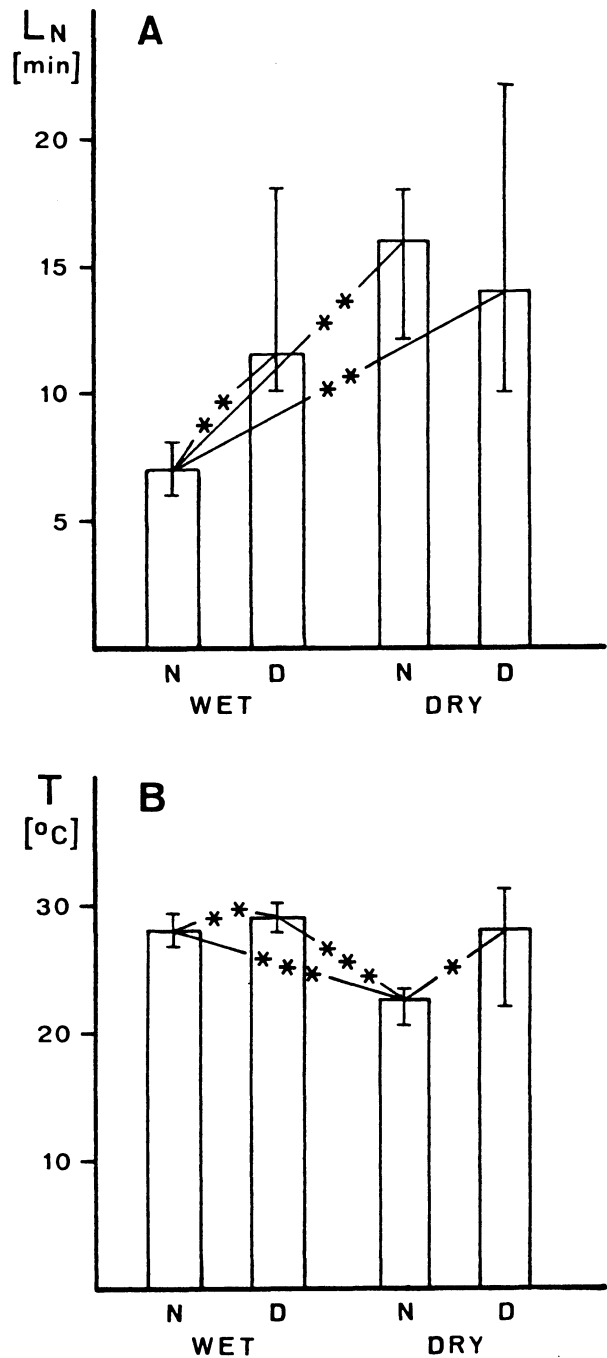 LN A
[min]
20
15
10
5
N D N D
WET DRY
T B
[°C]
* * * * * *
30
20
10
N D N D
WET DRY